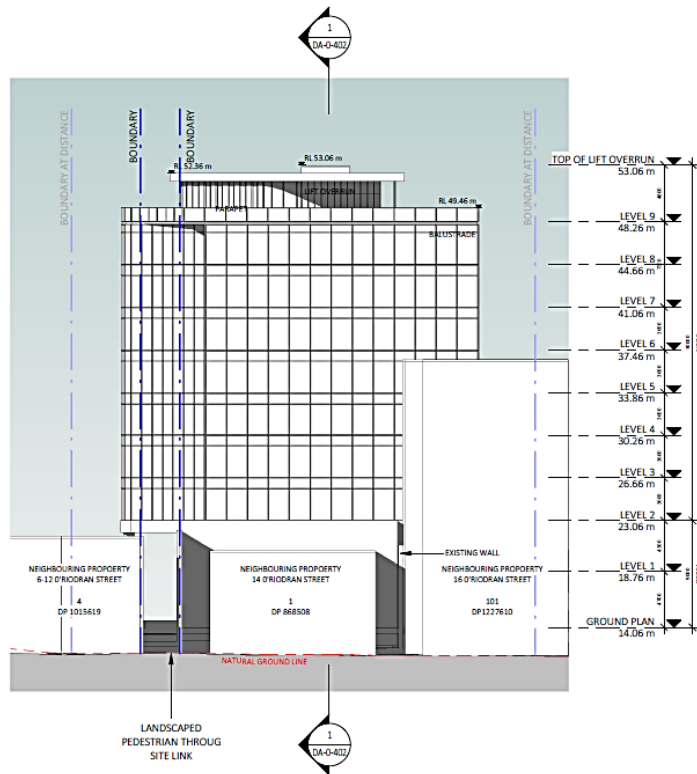 1
DA-0-402
BOUNDARY AT DISTANCE
BOUNDARY
BOUNDARY
BOUNDARY AT DISTANCE
RL 53.06 m
RL 52.36 m
LIFT OVERRUN
PARAPET
RL 49.46 m
BALUSTRADE
TOP OF LIFT OVERRUN
53.06 m
LEVEL 9
48.26 m
LEVEL 8
44.66 m
LEVEL 7
41.06 m
LEVEL 6
37.46 m
LEVEL 5
33.86 m
LEVEL 4
30.26 m
LEVEL 3
26.66 m
LEVEL 2
23.06 m
LEVEL 1
18.76 m
GROUND PLAN
14.06 m
EXISTING WALL
NEIGHBOURING PROPERTY
6-12 O'RIODRAN STREET
4
DP 1015619
NEIGHBOURING PROPERTY
14 O'RIODRAN STREET
1
DP 868508
NEIGHBOURING PROPERTY
16 O'RIODRAN STREET
101
DP1227610
NATURAL GROUND LINE
LANDSCAPED
PEDESTRIAN THROUG
SITE LINK
1
DA-0-402